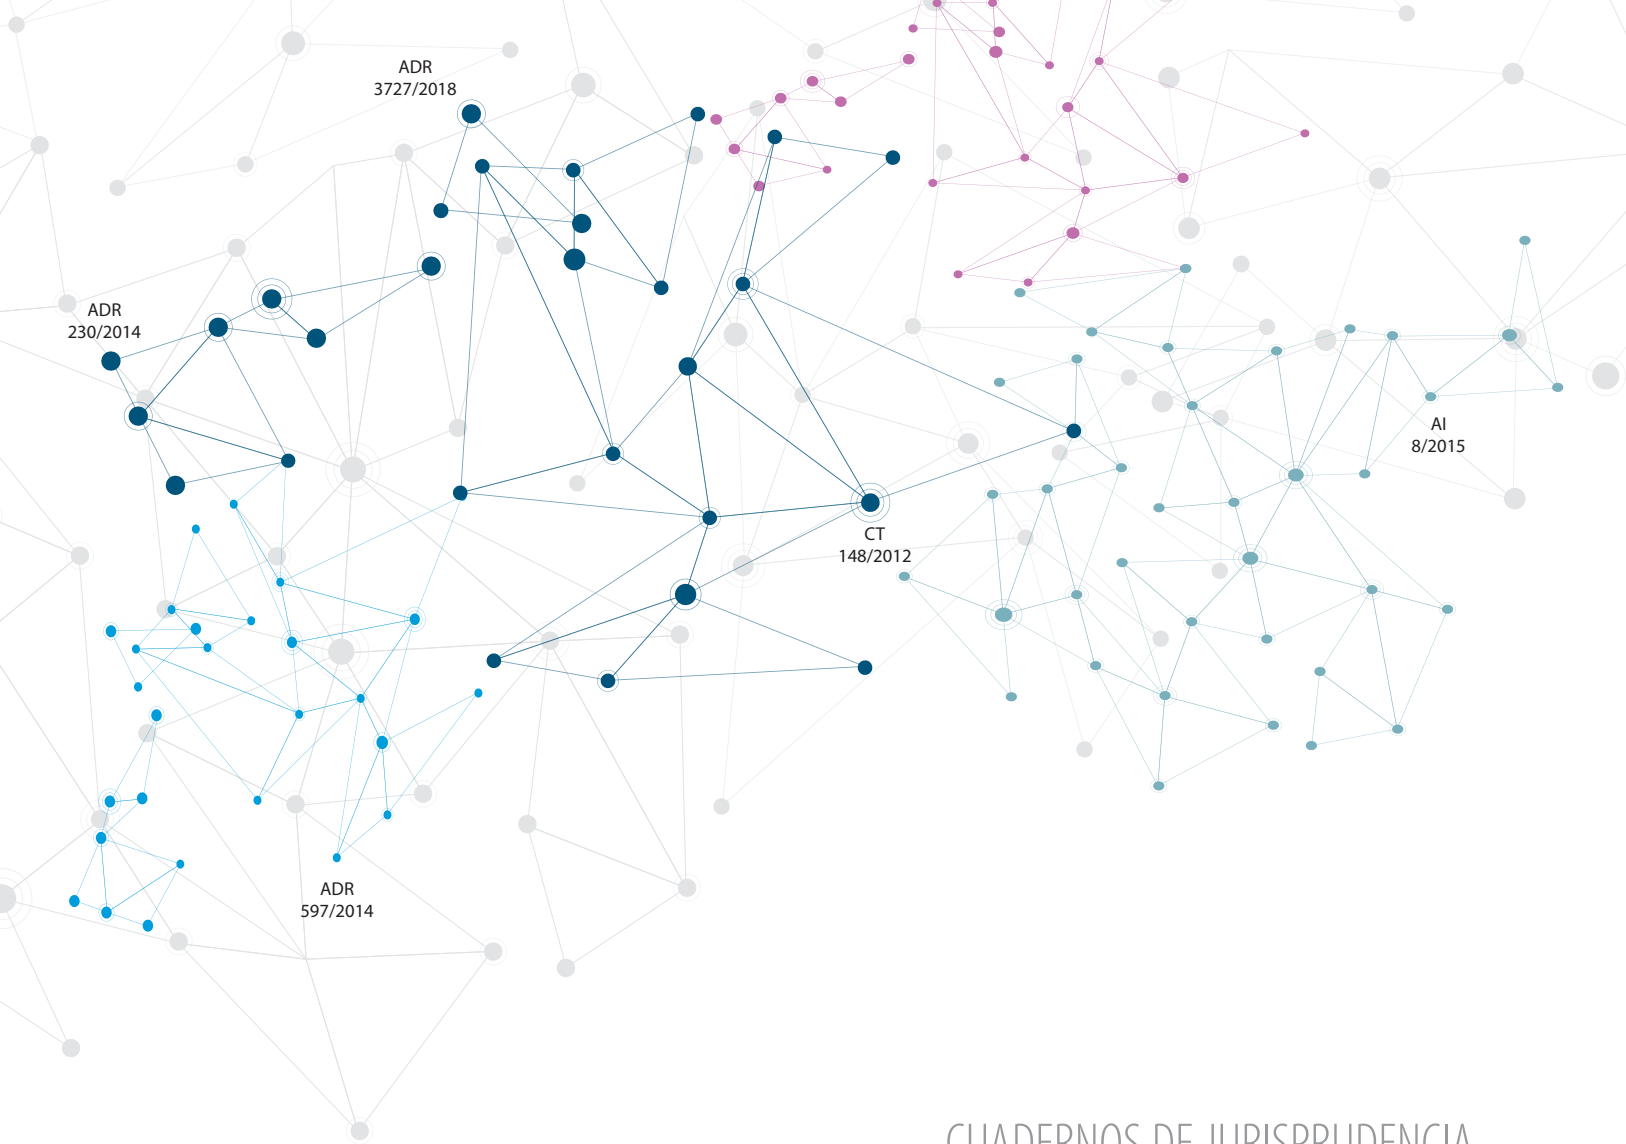 ADR
3727/2018
ADR
230/2014
AI
8/2015
CT
148/2012
ADR
597/2014
CUADERNOS DE JURISPRUDENCIA